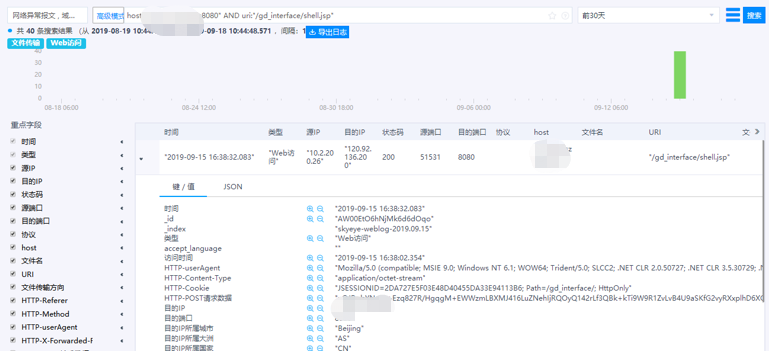 网络异常报文 , 域...
高级模式 host 8080" AND uri:"/gd_interface/shell.jsp"
前30天
搜索
共 40 条搜索结果 （从 2019-08-19 10:44: -09-18 10:44:48.571 ，间隔: 1 导出日志
文件传输 Web访问
40
30
20
10
0
08-18 06:00 08-24 12:00 08-30 18:00 09-06 00:00 09-12 06:00
重点字段
时间
类型
源IP
目的IP
状态码
源端口
目的端口
协议
host
文件名
URI
文件传输方向
HTTP-Referer
HTTP-Method
HTTP-userAgent
HTTP-X-Forwarded-F
时间 类型 源IP 目的IP 状态码 源端口 目的端口 协议 host 文件名 URI 文
"2019-09-15 16:38:32.083" "Web访问" "10.2.200.26" "120.92.136.200" 200 51531 8080 "/gd_interface/shell.jsp"
键 / 值 JSON
时间 "2019-09-15 16:38:32.083"
_id "AW00EtO6hNjMk6d6dOqo"
_index "skyeye-weblog-2019.09.15"
类型 "Web访问"
accept_language ""
访问时间 "2019-09-15 16:38:02.354"
HTTP-userAgent "Mozilla/5.0 (compatible; MSIE 9.0; Windows NT 6.1; WOW64; Trident/5.0; SLCC2; .NET CLR 2.0.50727; .NET CLR 3.5.30729; .N
HTTP-Content-Type "application/octet-stream"
HTTP-Cookie "JSESSIONID=2DA727E5F03E48D40455DA33E94113B6; Path=/gd_interface/; HttpOnly"
HTTP-POST请求数据
目的IP
目的端口
目的IP所属城市 "Beijing"
目的IP所属大洲 "AS"
目的IP所属国家 "CN"